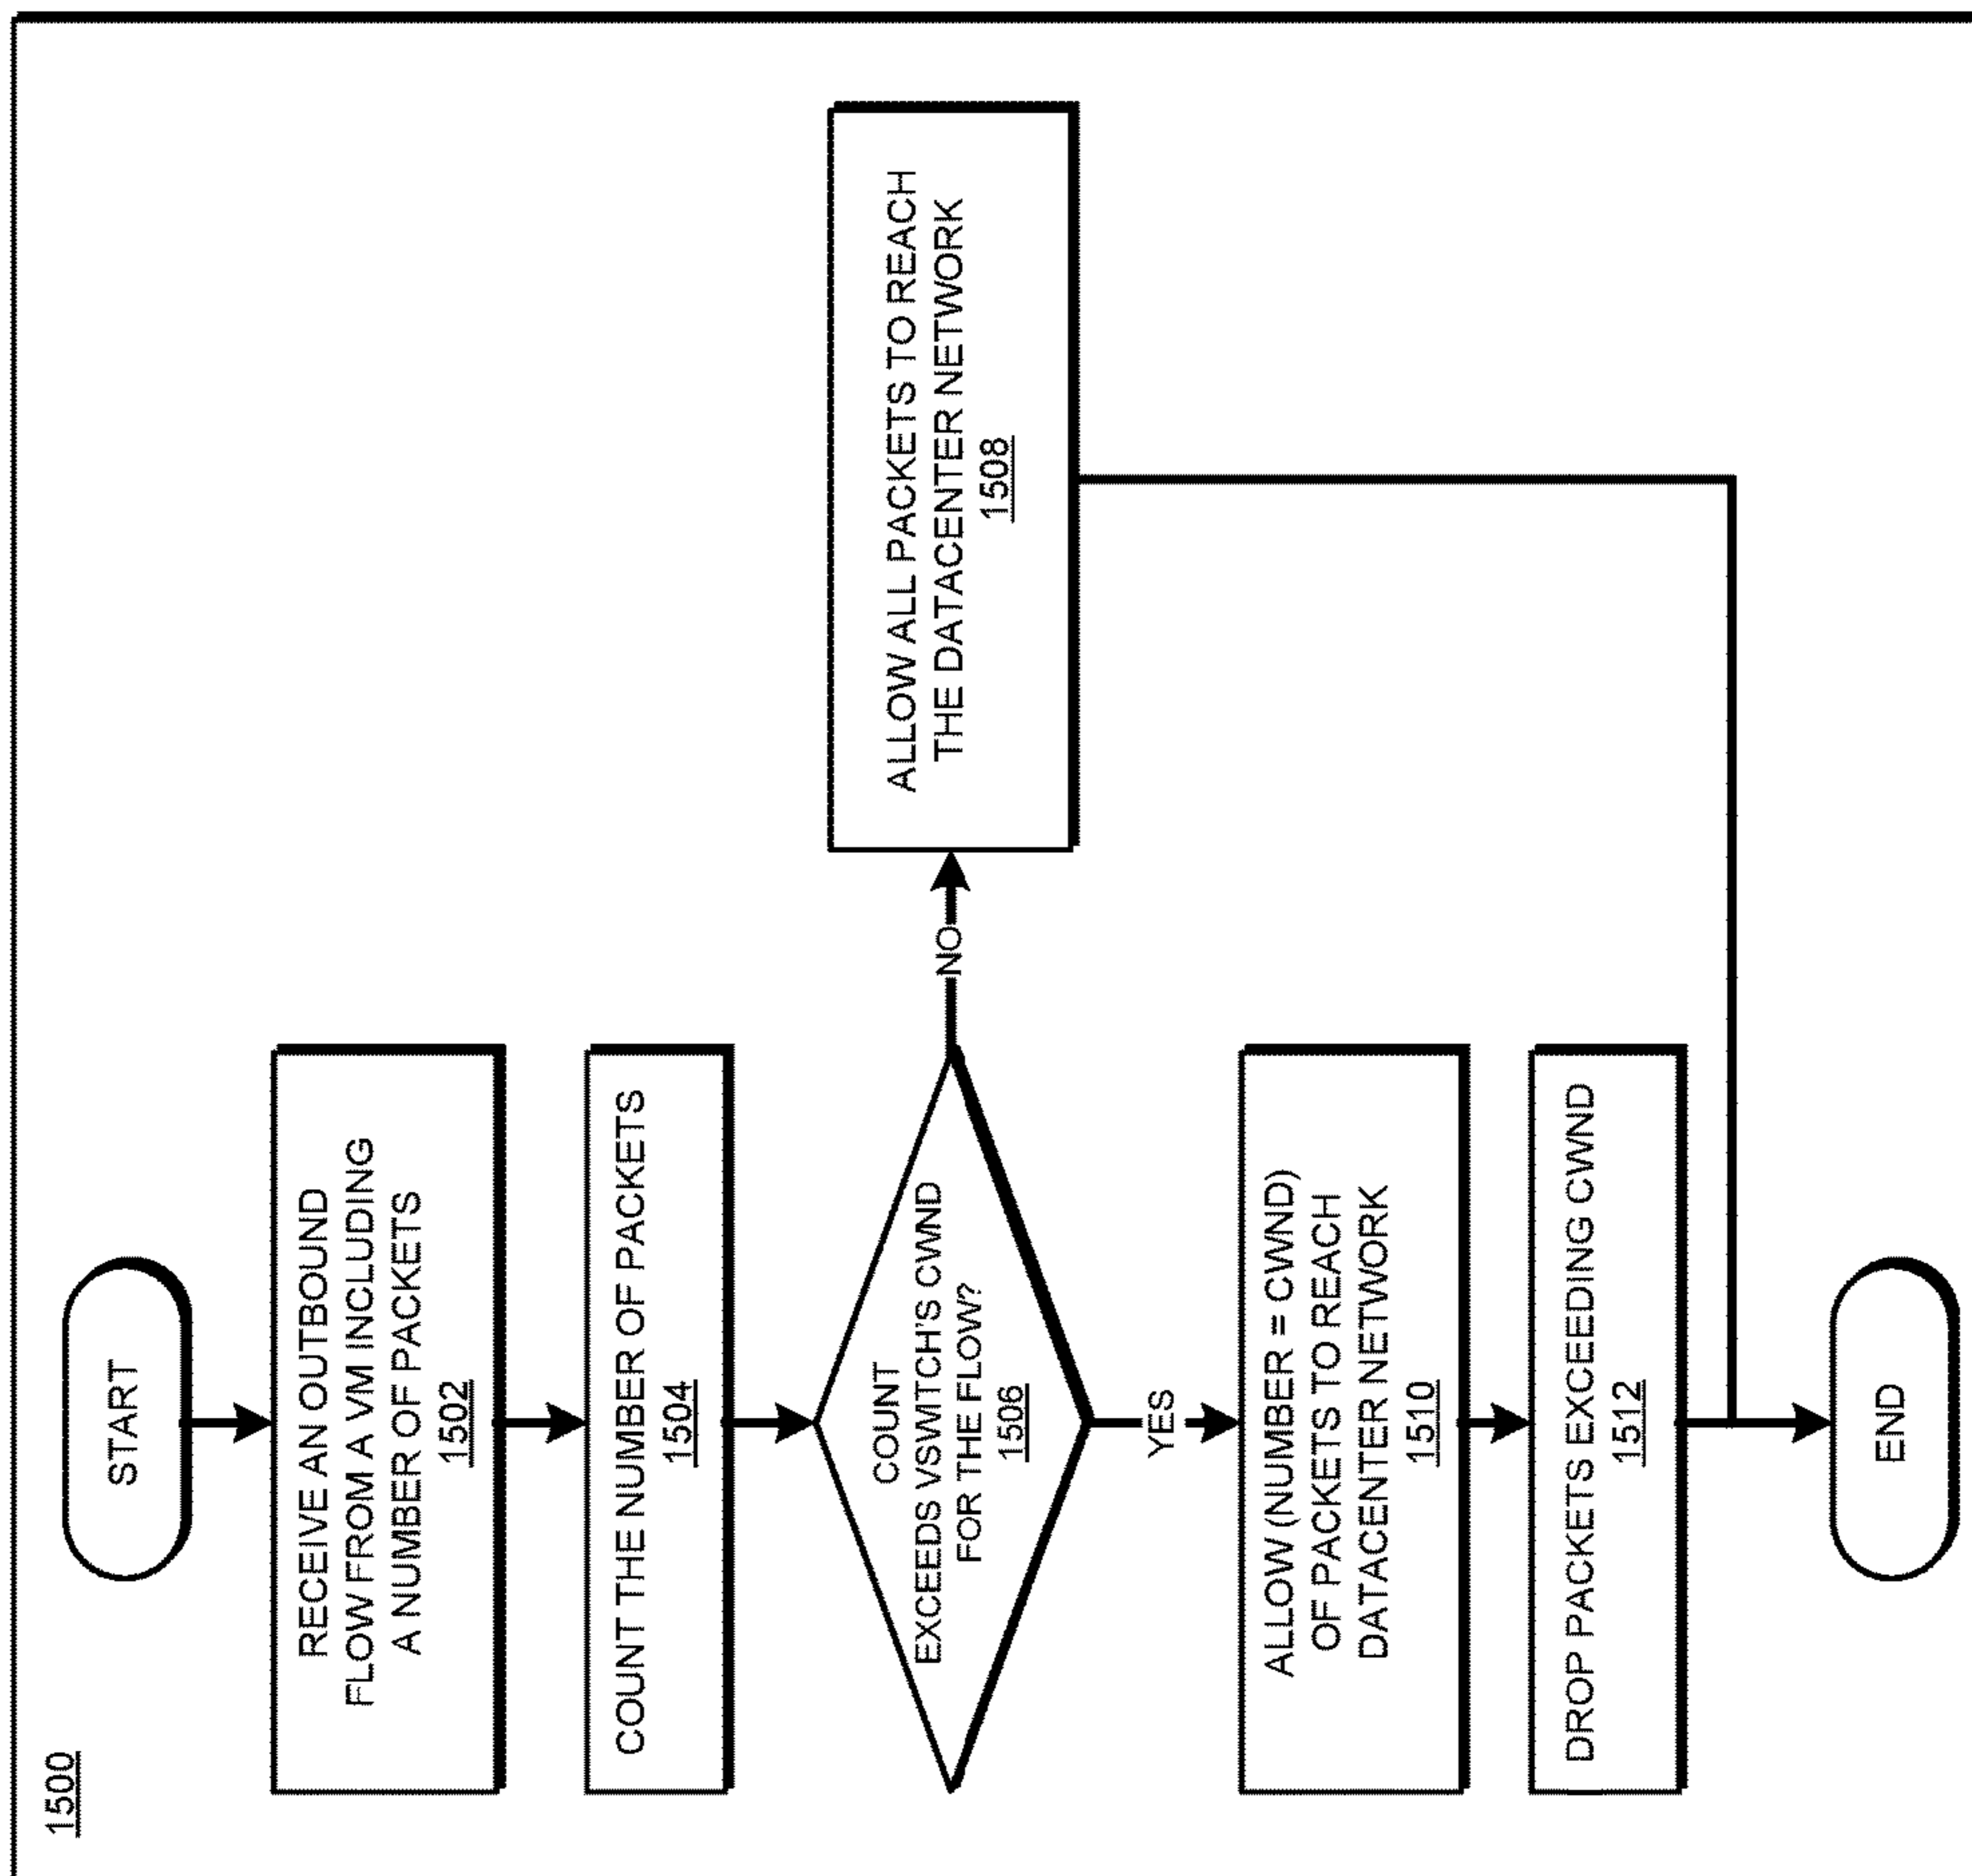 1500
START
RECEIVE AN OUTBOUND
FLOW FROM A VM INCLUDING
A NUMBER OF PACKETS
1502
COUNT THE NUMBER OF PACKETS
1504
COUNT
EXCEEDS VSWITCH'S CWND
FOR THE FLOW?
1506
NO
ALLOW ALL PACKETS TO REACH
THE DATACENTER NETWORK
1508
YES
ALLOW (NUMBER = CWND)
OF PACKETS TO REACH
DATACENTER NETWORK
1510
DROP PACKETS EXCEEDING CWND
1512
END